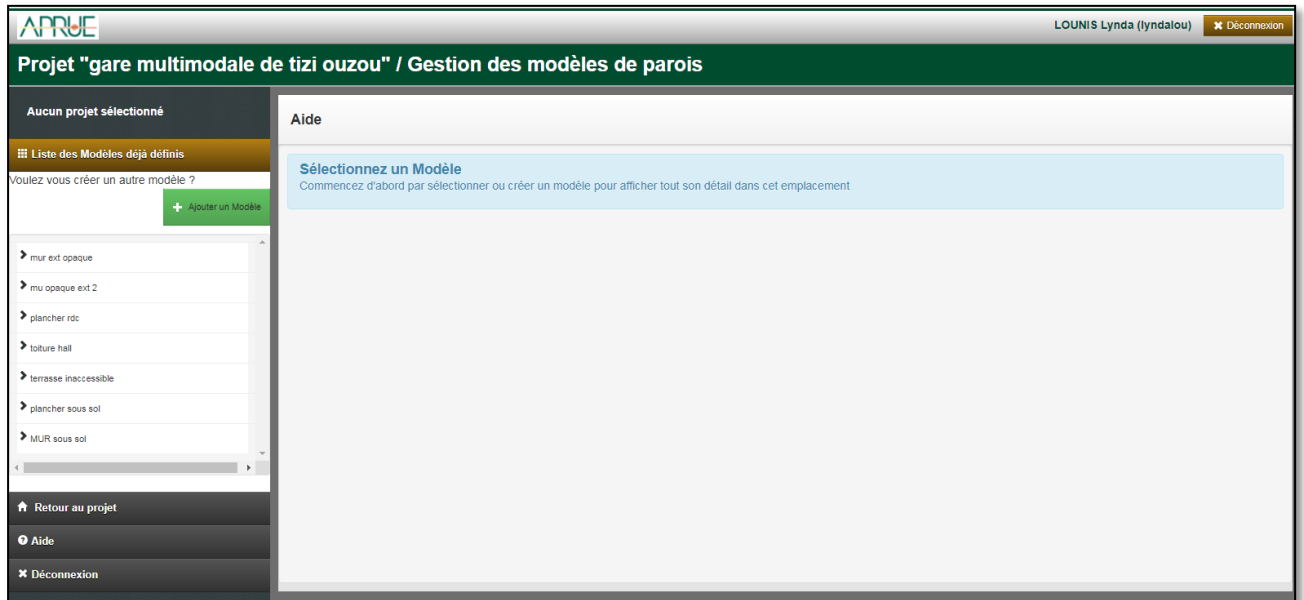 APRUE
LOUNIS Lynda (lyndalou)
Déconnexion
Projet "gare multimodale de tizi ouzou" / Gestion des modèles de parois
Aucun projet sélectionné
Liste des Modèles déjà définis
Voulez vous créer un autre modèle ?
Ajouter un Modèle
mur ext opaque
mu opaque ext 2
plancher rdc
toiture hall
terrasse inaccessible
plancher sous sol
MUR sous sol
Retour au projet
Aide
Déconnexion
Aide
Sélectionnez un Modèle
Commencez d'abord par sélectionner ou créer un modèle pour afficher tout son détail dans cet emplacement